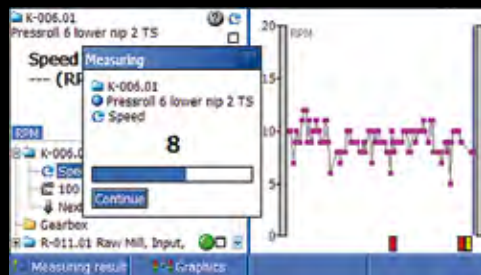 K-006.01
Pressroll 6 lower nip 2 TS
Speed
--- (RP
Measuring
K-006.01
Pressroll 6 lower nip 2 TS
Speed
8
Continue
RPM
K-006.0
Spe
100
Next
Gearbox
R-011.01 Raw Mill, Input,
Measuring result
Graphics
RPM
20
15
10
5
0